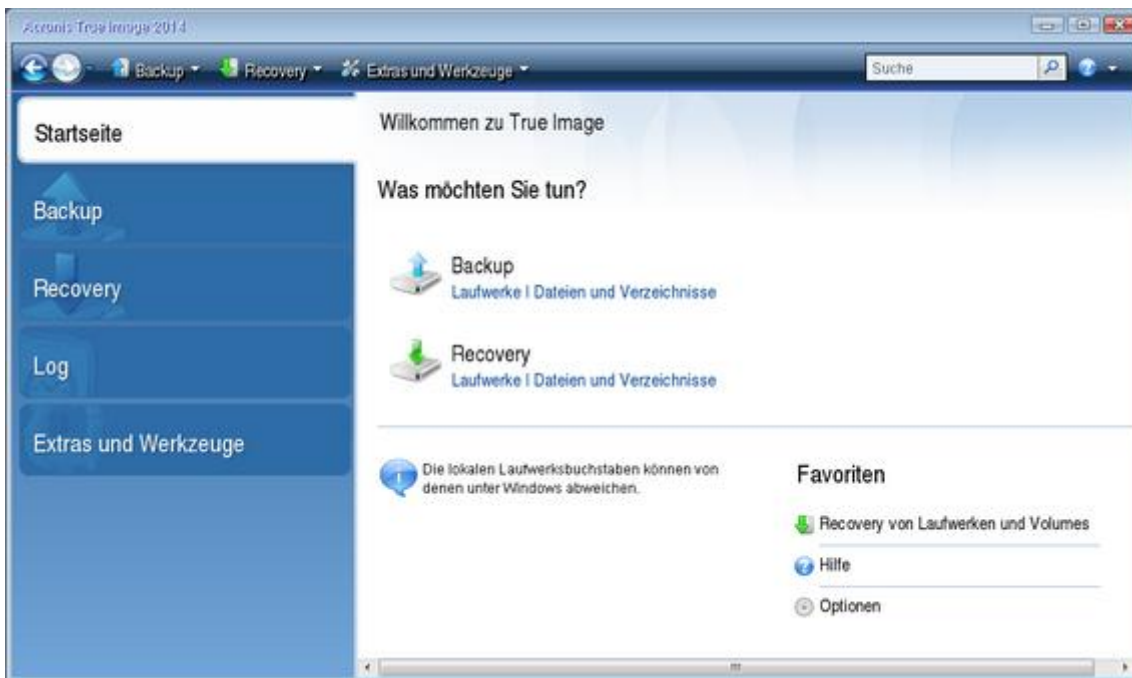 Acronis True Image 2014
Backup Recovery Extras und Werkzeuge Suche
Startseite
Backup
Recovery
Log
Extras und Werkzeuge
Willkommen zu True Image
Was möchten Sie tun?
Backup
Laufwerke | Dateien und Verzeichnisse
Recovery
Laufwerke | Dateien und Verzeichnisse
Die lokalen Laufwerksbuchstaben können von
denen unter Windows abweichen.
Favoriten
Recovery von Laufwerken und Volumes
Hilfe
Optionen